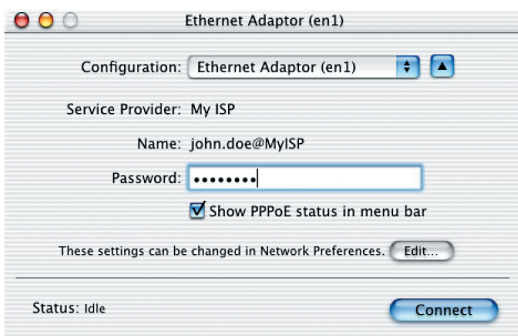 Ethernet Adaptor (en1)
Configuration: Ethernet Adaptor (en1)
Service Provider: My ISP
Name: john.doe@MyISP
Password: ••••••••
Show PPPoE status in menu bar
These settings can be changed in Network Preferences. Edit...
Status: Idle Connect